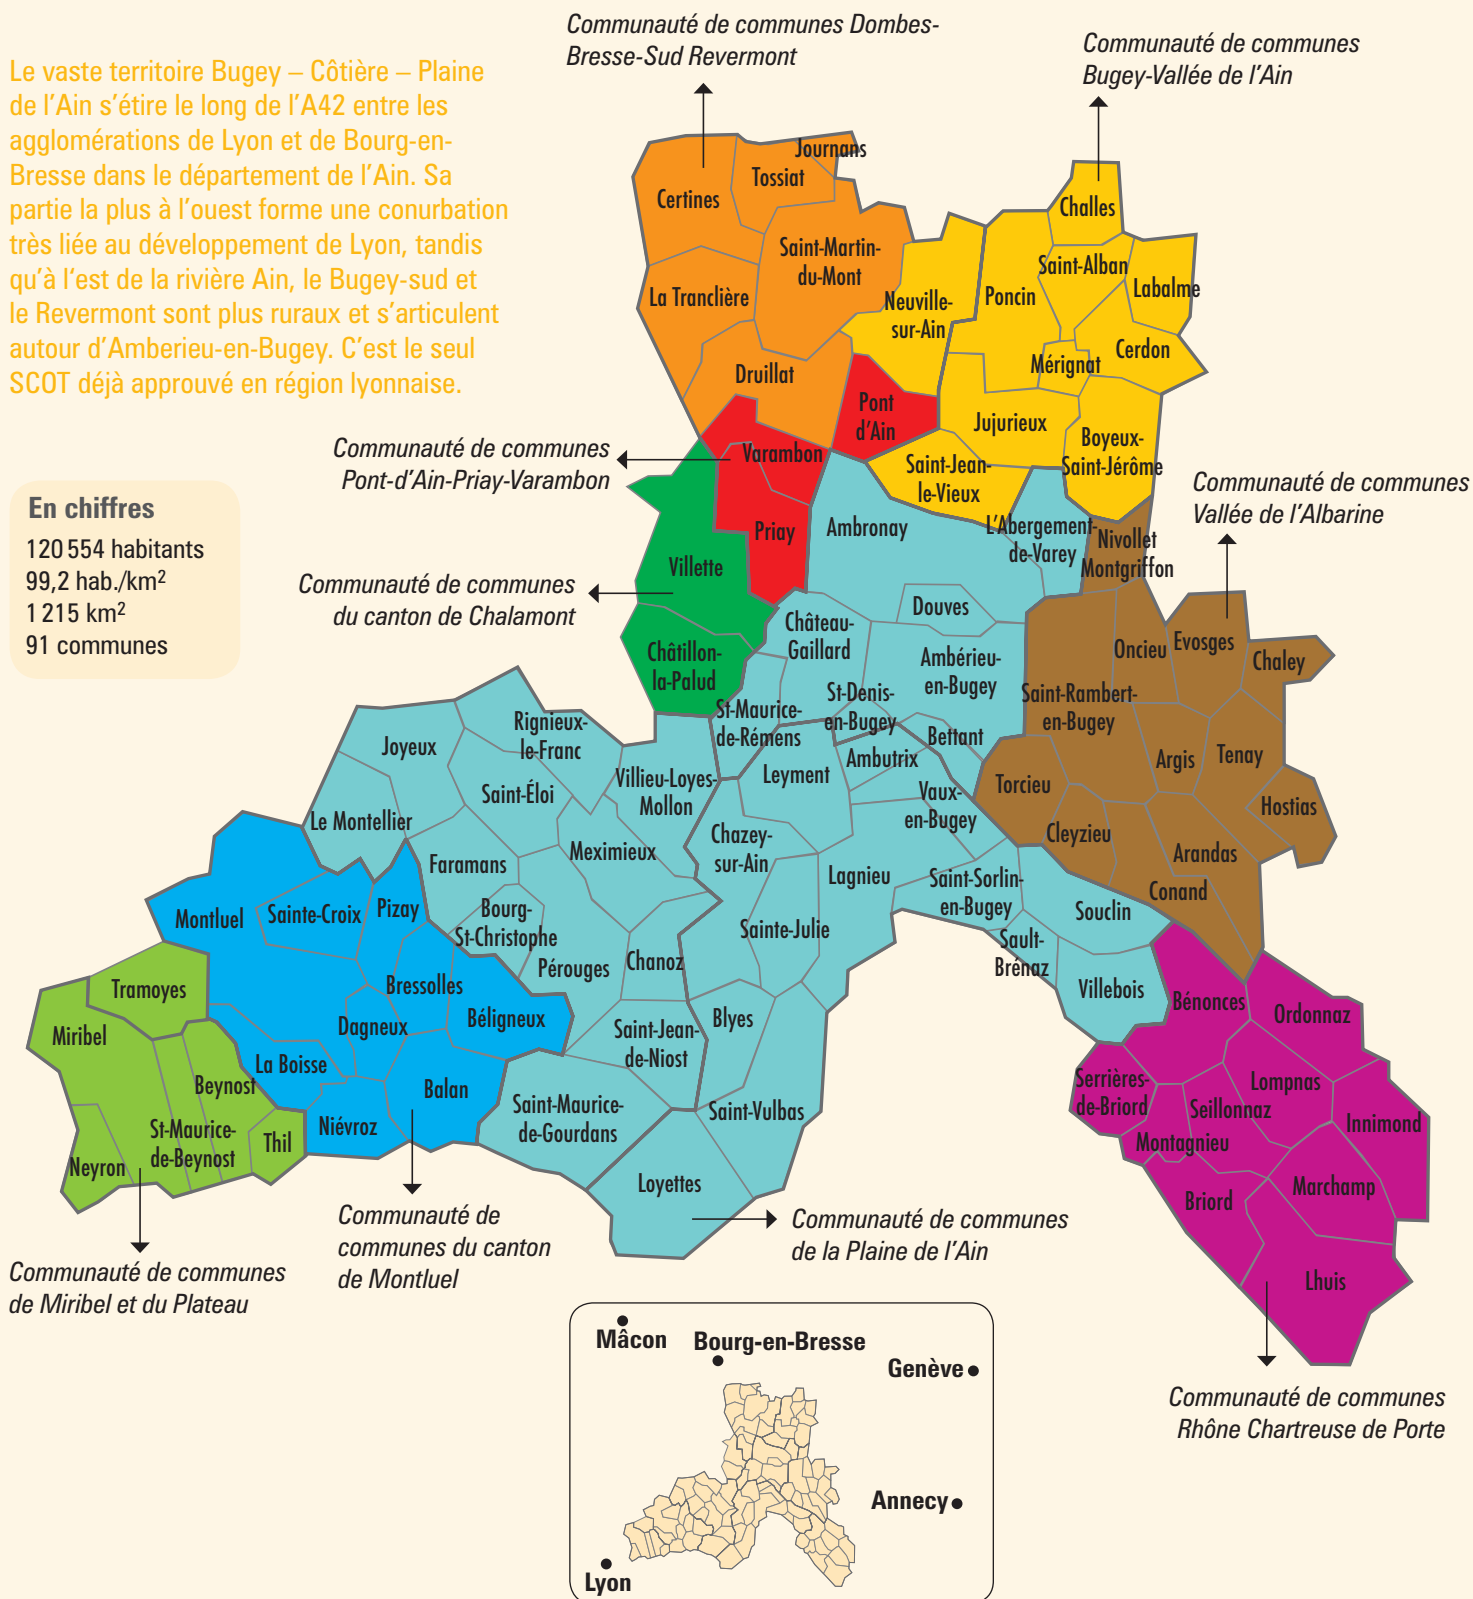 Communauté de communes Dombes-
Bresse-Sud Revermont
Communauté de communes
Bugey-Vallée de l'Ain
Le vaste territoire Bugey – Côtière – Plaine
de l'Ain s'étire le long de l'A42 entre les
agglomérations de Lyon et de Bourg-en-
Bresse dans le département de l'Ain. Sa
partie la plus à l'ouest forme une conurbation
très liée au développement de Lyon, tandis
qu'à l'est de la rivière Ain, le Bugey-sud et
le Revermont sont plus ruraux et s'articulent
autour d'Amberieu-en-Bugey. C'est le seul
SCOT déjà approuvé en région lyonnaise.
En chiffres
120 554 habitants
99,2 hab./km²
1 215 km²
91 communes
Journans
Tossiat
Certines
Saint-Martin-
du-Mont
La Tranclière
Druillat
Challes
Saint-Alban
Labalme
Poncin
Neuville-
sur-Ain
Cerdon
Mérignat
Jujurieux
Boyeux-
Saint-Jérôme
Saint-Jean-
le-Vieux
Pont
d'Ain
Varambon
Priay
Communauté de communes
Pont-d'Ain-Priay-Varambon
Communauté de communes
Vallée de l'Albarine
Communauté de communes
du canton de Chalamont
Villette
Châtillon-
la-Palud
Ambronay
L'Abergement-
de-Varey
Nivollet
Montgriffon
Douves
Château-
Gaillard
Ambérieu-
en-Bugey
Oncieu
Evosges
Chaley
Saint-Rambert-
en-Bugey
St-Denis-
en-Bugey
St-Maurice-
de-Rémens
Bettant
Ambutrix
Leyment
Vaux-
en-Bugey
Argis
Tenay
Torcieu
Hostias
Cleyzieu
Arandas
Conand
Rignieux-
le-Franc
Joyeux
Saint-Éloi
Villieu-Loyes-
Mollon
Le Montellier
Meximieux
Chazey-
sur-Ain
Faramans
Lagnieu
Saint-Sorlin-
en-Bugey
Souclin
Bourg-
St-Christophe
Sainte-Julie
Sault-
Brénaz
Pérouges
Chanoz
Villebois
Blyes
Saint-Jean-
de-Niost
Saint-Maurice-
de-Gourdans
Saint-Vulbas
Loyettes
Montluel
Sainte-Croix
Pizay
Bressolles
Béligneux
Dagneux
La Boisse
Balan
Niévroz
Tramoyes
Miribel
Beynost
St-Maurice-
de-Beynost
Thil
Neyron
Bénonces
Ordonnaz
Serrières-
de-Briord
Lompnas
Seillonnaz
Innimond
Montagnieu
Marchamp
Briord
Lhuis
Communauté de communes
de Miribel et du Plateau
Communauté de
communes du canton
de Montluel
Communauté de communes
de la Plaine de l'Ain
Communauté de communes
Rhône Chartreuse de Porte
Mâcon
Bourg-en-Bresse
Genève
Annecy
Lyon